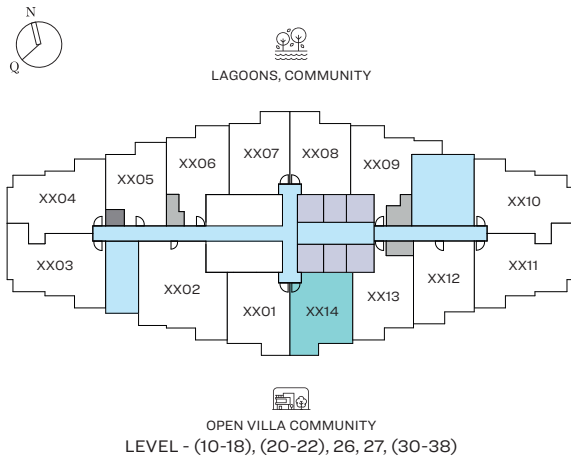 N
Q
LAGOONS, COMMUNITY
XX07 XX08
XX06 XX09
XX05
XX04 XX10
XX03 XX11
XX02 XX12
XX13
XX01 XX14
OPEN VILLA COMMUNITY
LEVEL - (10-18), (20-22), 26, 27, (30-38)